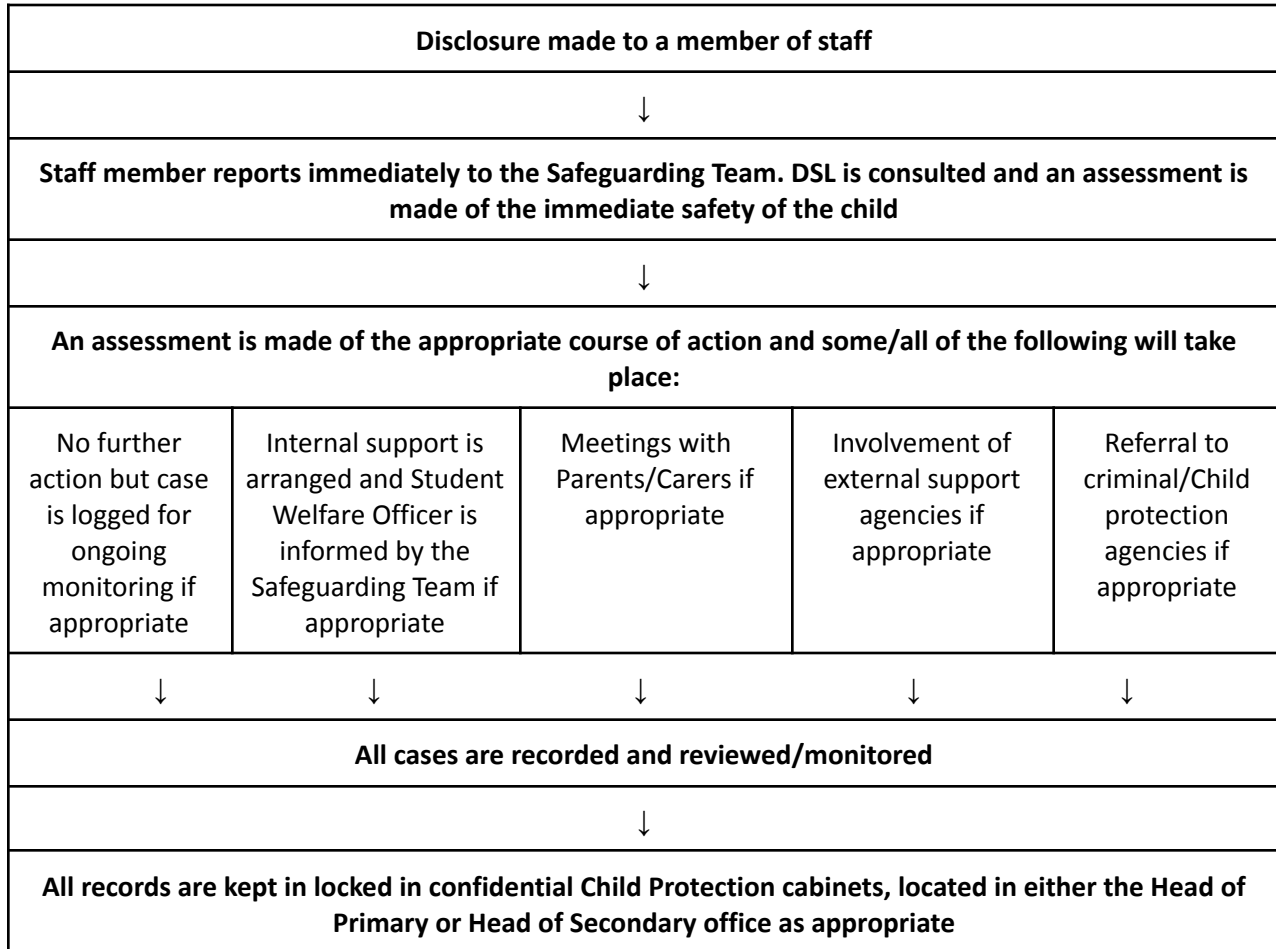 Disclosure made to a member of staff
↓
Staff member reports immediately to the Safeguarding Team. DSL is consulted and an assessment is
made of the immediate safety of the child
↓
An assessment is made of the appropriate course of action and some/all of the following will take
place:
No further
action but case
is logged for
ongoing
monitoring if
appropriate
Internal support is
arranged and Student
Welfare Officer is
informed by the
Safeguarding Team if
appropriate
Meetings with
Parents/Carers if
appropriate
Involvement of
external support
agencies if
appropriate
Referral to
criminal/Child
protection
agencies if
appropriate
↓ ↓ ↓ ↓ ↓
All cases are recorded and reviewed/monitored
↓
All records are kept in locked in confidential Child Protection cabinets, located in either the Head of
Primary or Head of Secondary office as appropriate